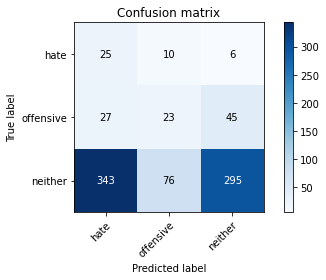 Confusion matrix
True label
hate 25 10 6
offensive 27 23 45
neither 343 76 295
hate offensive neither
Predicted label
300
250
200
150
100
50